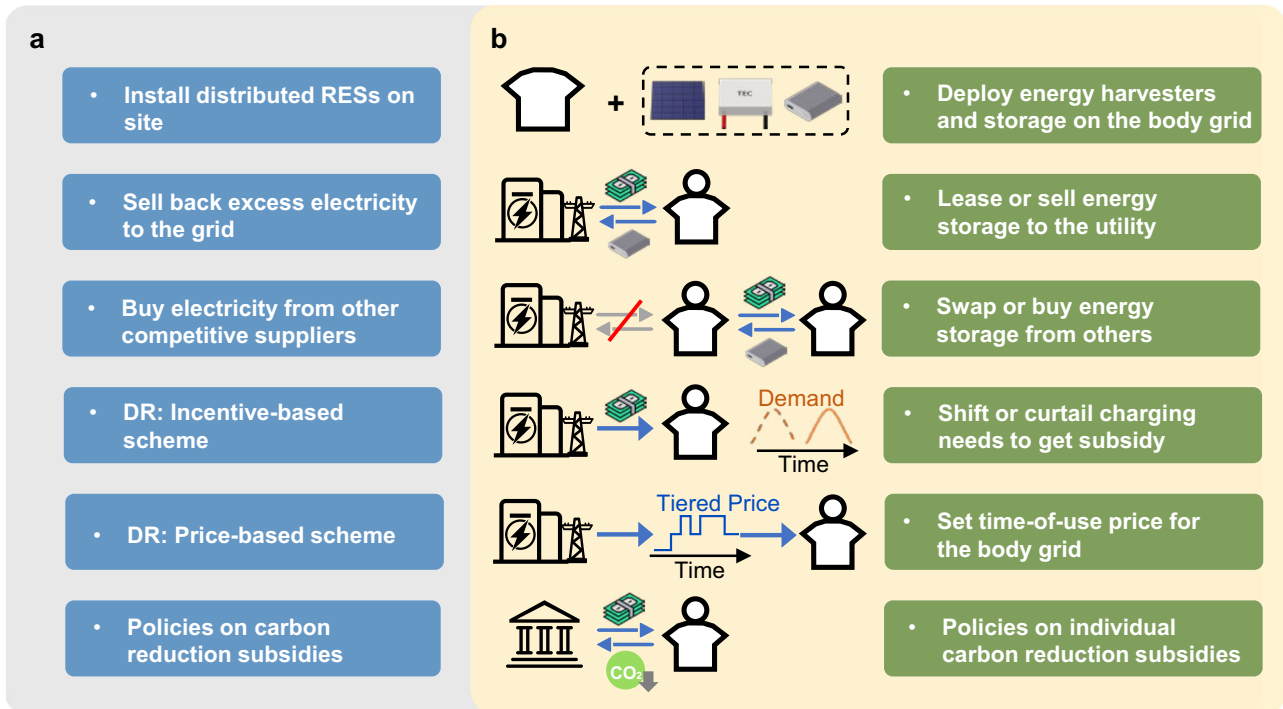 a
b
• Install distributed RESs on
site
+
TEC
• Deploy energy harvesters
and storage on the body grid
• Sell back excess electricity
to the grid
• Lease or sell energy
storage to the utility
• Buy electricity from other
competitive suppliers
• Swap or buy energy
storage from others
• DR: Incentive-based
scheme
Demand
Time
• Shift or curtail charging
needs to get subsidy
• DR: Price-based scheme
Tiered Price
Time
• Set time-of-use price for
the body grid
• Policies on carbon
reduction subsidies
CO₂
• Policies on individual
carbon reduction subsidies